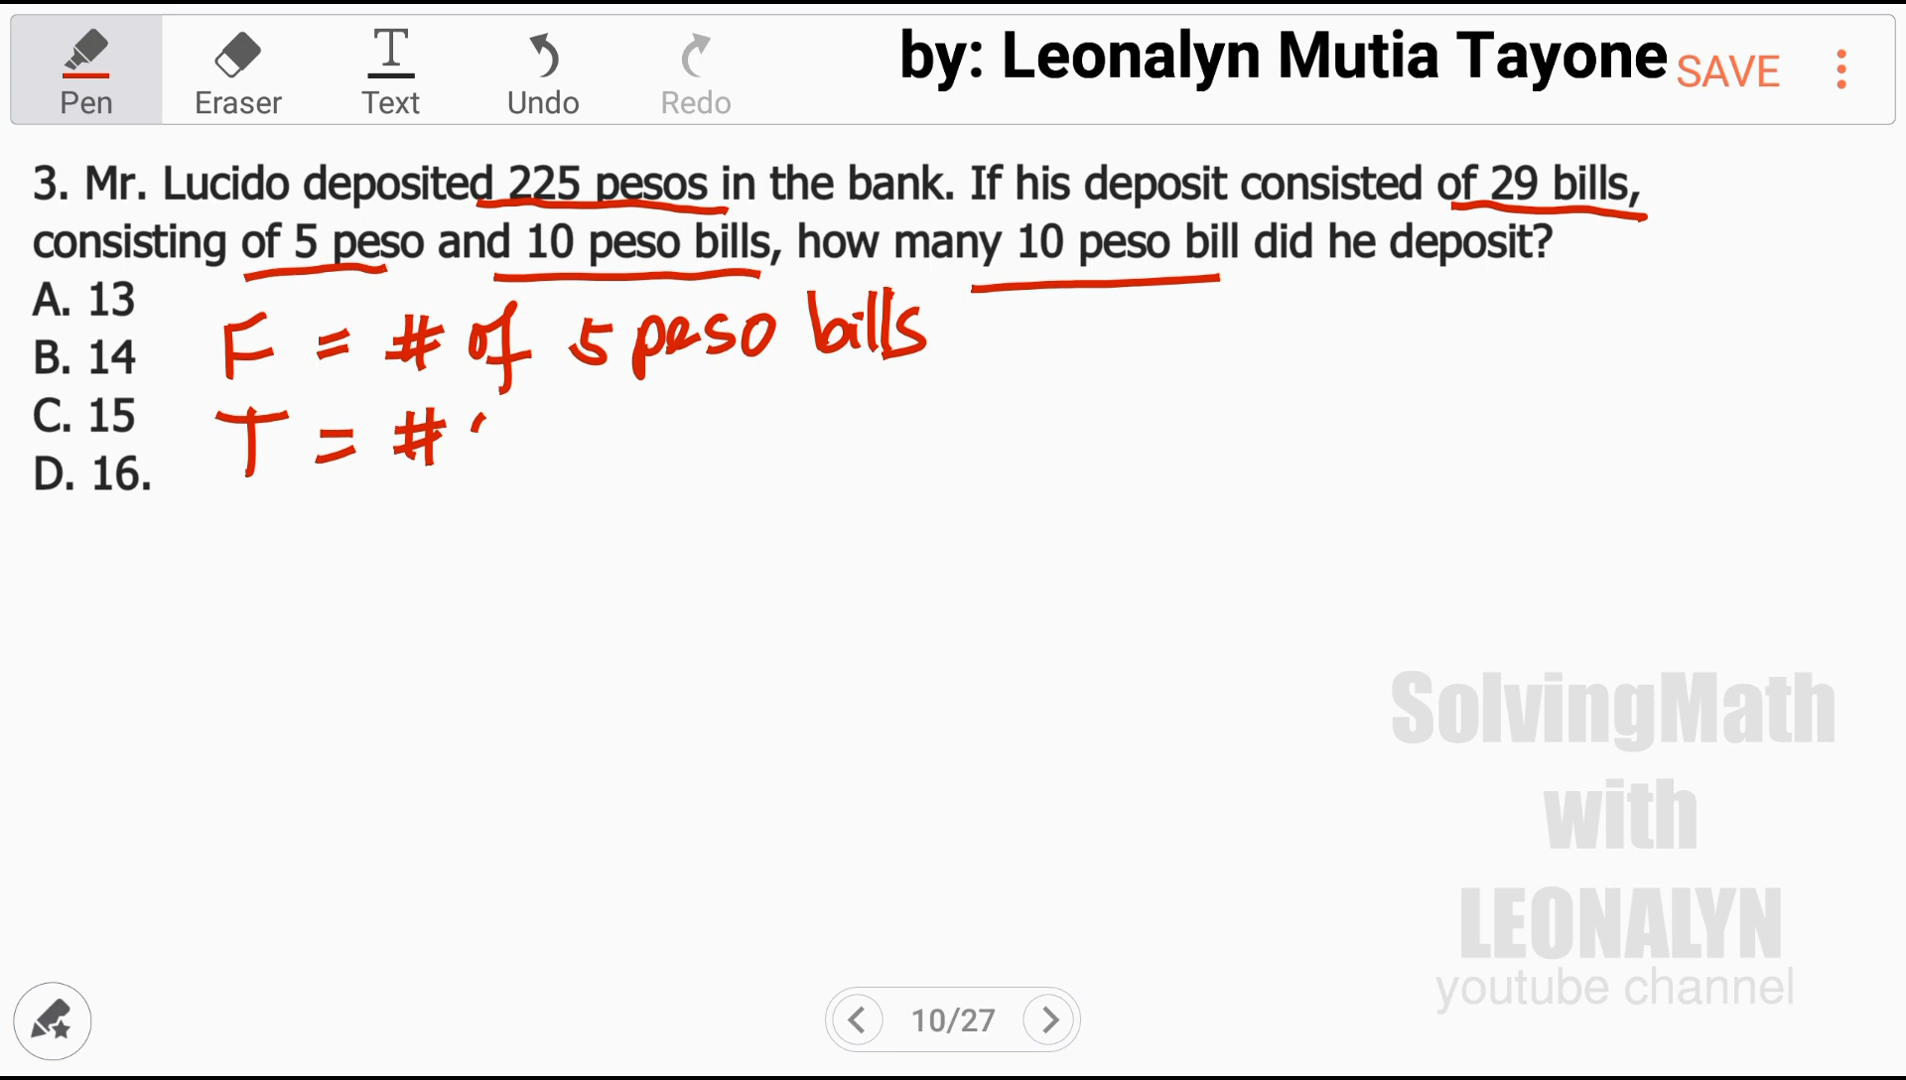 by: Leonalyn Mutia Tayone
Pen Eraser Text Undo Redo SAVE
3. Mr. Lucido deposited 225 pesos in the bank. If his deposit consisted of 29 bills,
consisting of 5 peso and 10 peso bills, how many 10 peso bill did he deposit?
A. 13
B. 14
C. 15
D. 16.
F = # of 5 peso bills
T = #
SolvingMath
with
LEONALYN
youtube channel
10/27